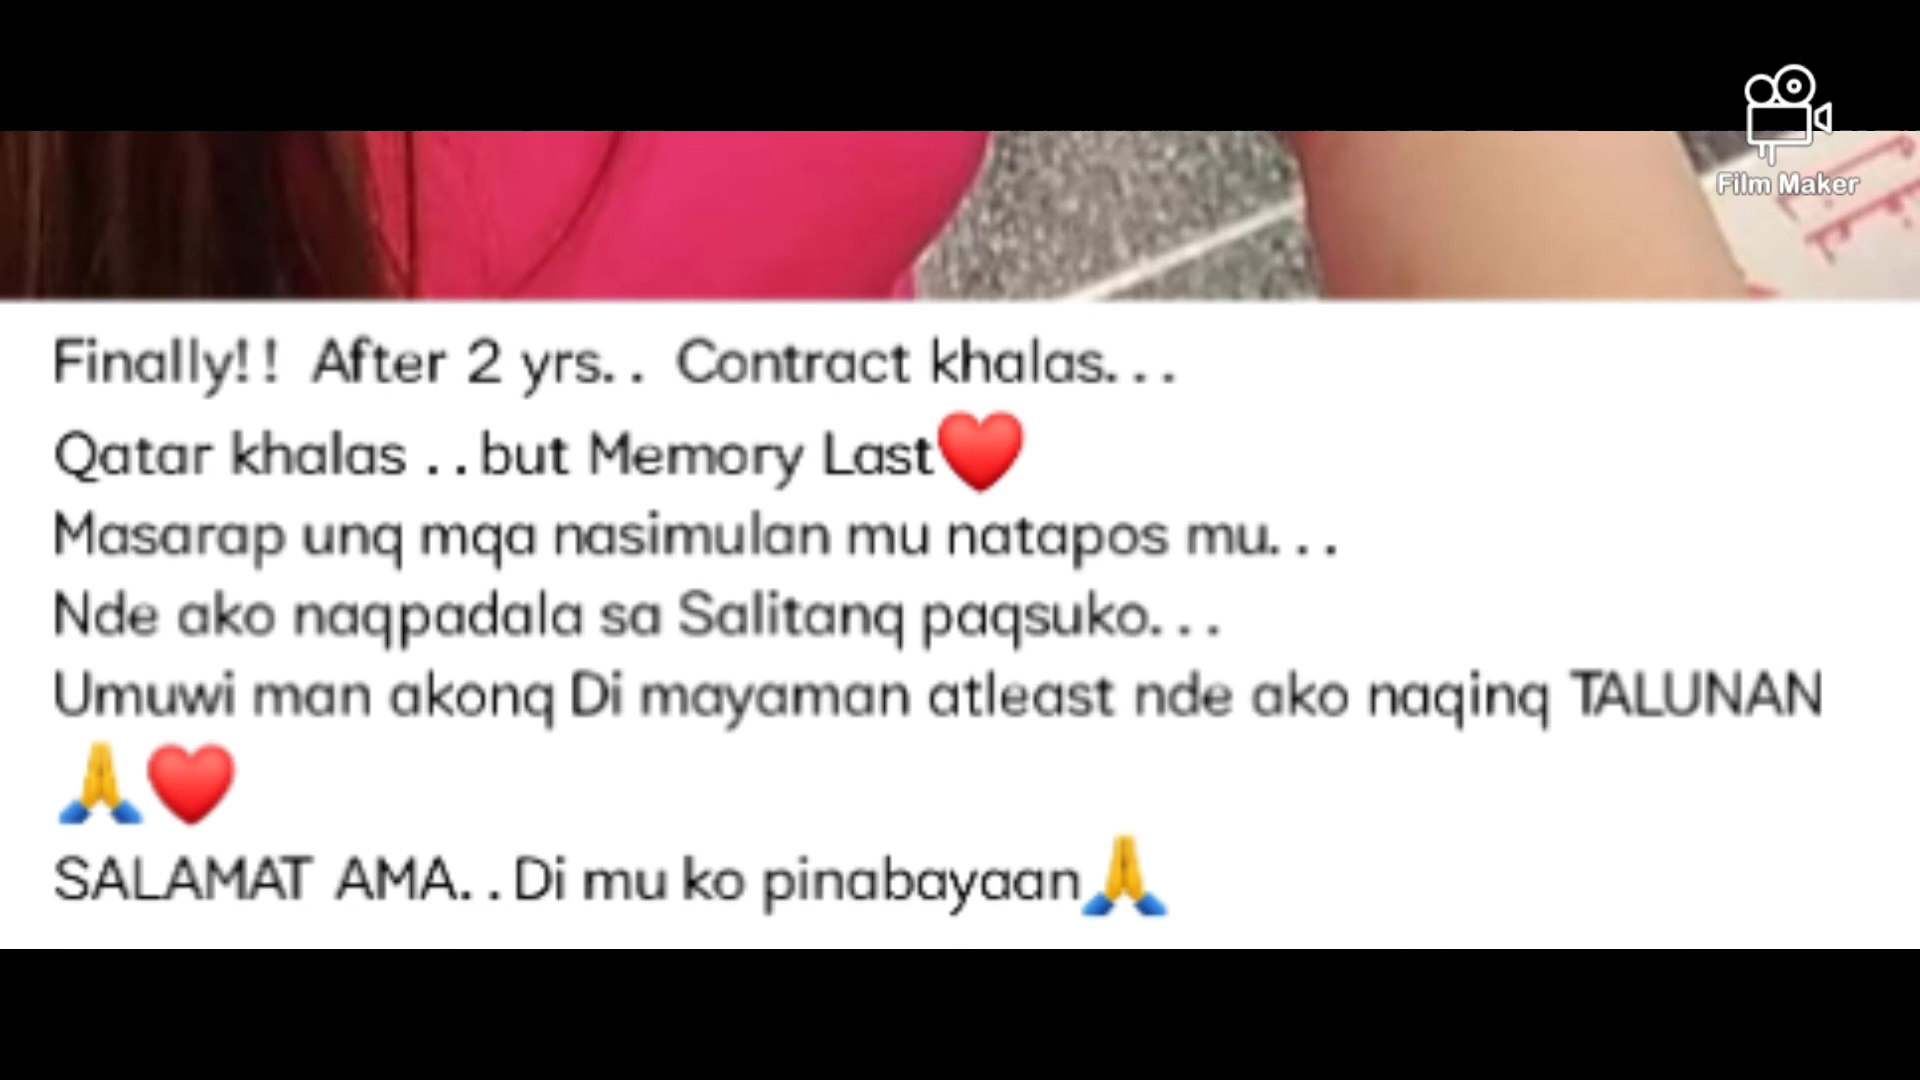 Film Maker
Finally!! After 2 yrs.. Contract khalas...
Qatar khalas ..but Memory Last❤️
Masarap unq mqa nasimulan mu natapos mu...
Nde ako naqpadala sa Salitanq paqsuko...
Umuwi man akonq Di mayaman atleast nde ako naqinq TALUNAN
🙏❤️
SALAMAT AMA..Di mu ko pinabayaan🙏